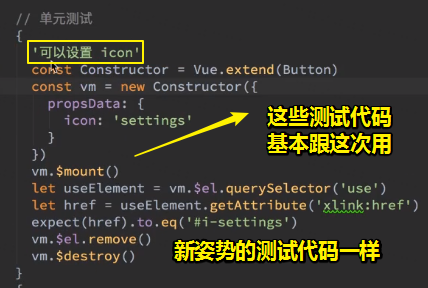 // 单元测试
{
'可以设置 icon'
const Constructor = Vue.extend(Button)
const vm = new Constructor({
propsData: {
icon: 'settings'
}
})
vm.$mount()
let useElement = vm.$el.querySelector('use')
let href = useElement.getAttribute('xlink:href')
expect(href).to.eq('#i-settings')
vm.$el.remove()
vm.$destroy()
}
{
这些测试代码
基本跟这次用
新姿势的测试代码一样